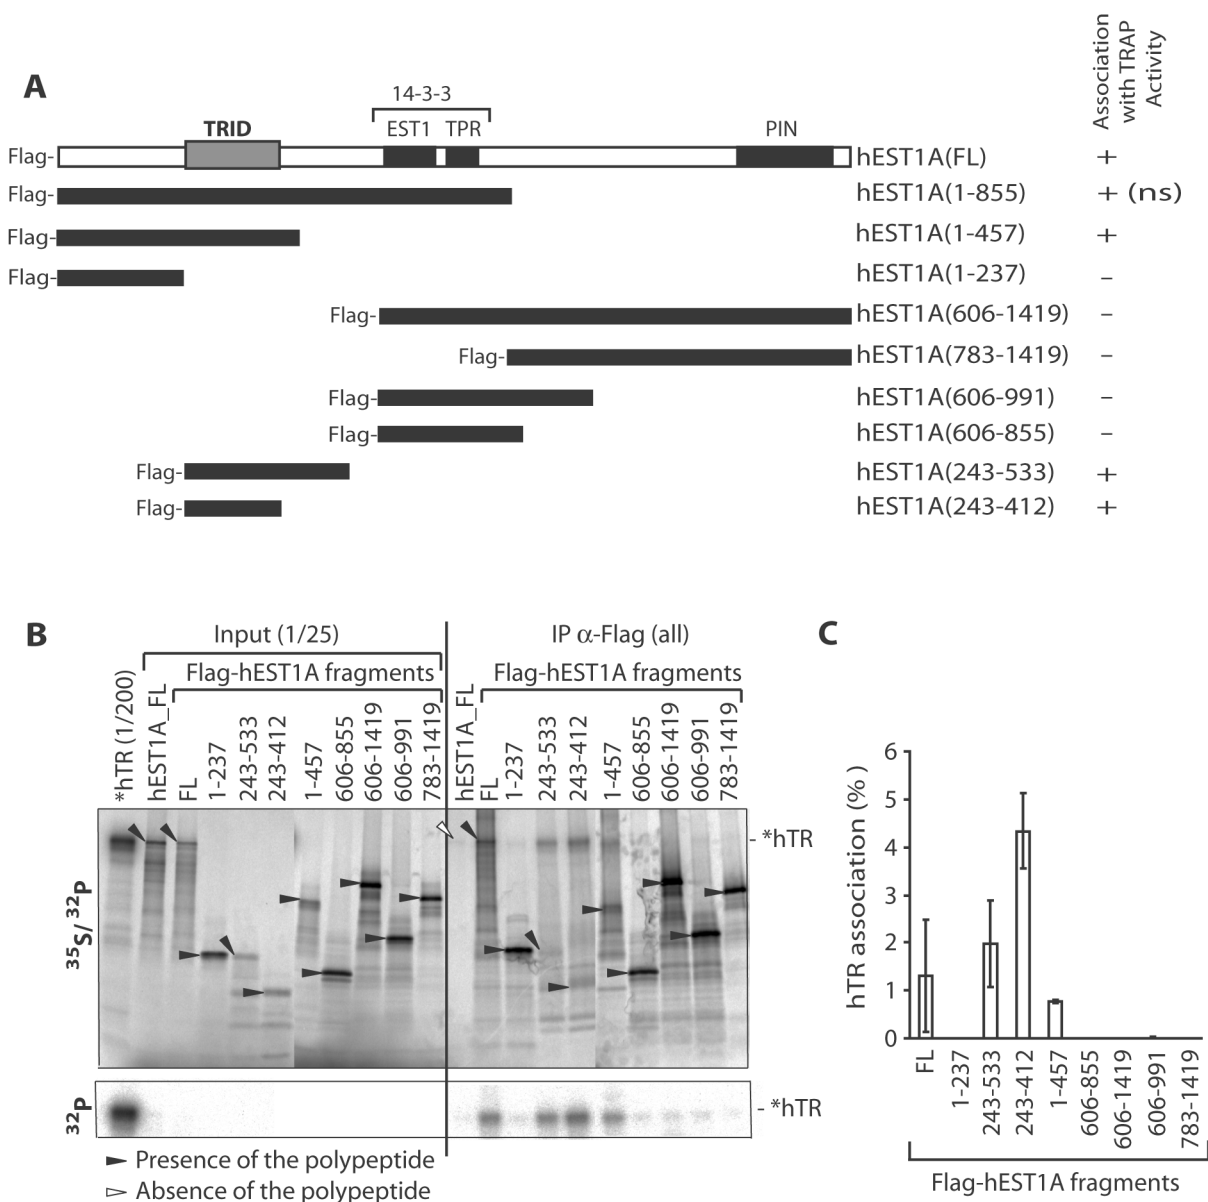 A
Association
with TRAP
Activity
14-3-3
TRID
EST1 TPR
PIN
Flag- hEST1A(FL) +
Flag- hEST1A(1-855) + (ns)
Flag- hEST1A(1-457) +
Flag- hEST1A(1-237) –
Flag- hEST1A(606-1419) –
Flag- hEST1A(783-1419) –
Flag- hEST1A(606-991) –
Flag- hEST1A(606-855) –
Flag- hEST1A(243-533) +
Flag- hEST1A(243-412) +
B
Input (1/25)
IP α-Flag (all)
Flag-hEST1A fragments
Flag-hEST1A fragments
*hTR (1/200)
hEST1A_FL
FL
1-237
243-533
243-412
1-457
606-855
606-1419
606-991
783-1419
hEST1A_FL
FL
1-237
243-533
243-412
1-457
606-855
606-1419
606-991
783-1419
35S/ 32P
- *hTR
32P
- *hTR
Presence of the polypeptide
Absence of the polypeptide
C
hTR association (% )
6
5
4
3
2
1
0
FL
1-237
243-533
243-412
1-457
606-855
606-1419
606-991
783-1419
Flag-hEST1A fragments